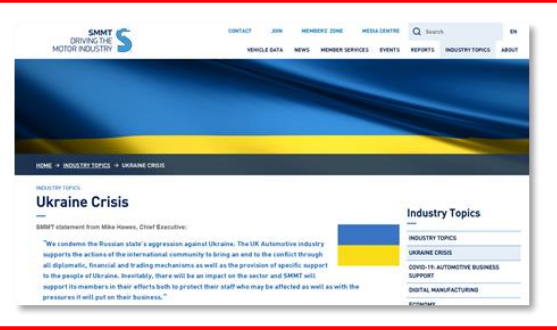 SMMT
DRIVING THE
MOTOR INDUSTRY
CONTACT JOIN MEMBERS' ZONE MEDIA CENTRE Search EN
VEHICLE DATA NEWS MEMBER SERVICES EVENTS REPORTS INDUSTRY TOPICS ABOUT
HOME → INDUSTRY TOPICS → UKRAINE CRISIS
INDUSTRY TOPICS
Ukraine Crisis
SMMT statement from Mike Hawes, Chief Executive:
"We condemn the Russian state's aggression against Ukraine. The UK Automotive industry
supports the actions of the international community to bring an end to the conflict through
all diplomatic, financial and trading mechanisms as well as the provision of specific support
to the people of Ukraine. Inevitably, there will be an impact on the sector and SMMT will
support its members in their efforts both to protect their staff who may be affected as well as with the
pressures it will put on their business."
Industry Topics
INDUSTRY TOPICS
UKRAINE CRISIS
COVID-19: AUTOMOTIVE BUSINESS
SUPPORT
DIGITAL MANUFACTURING
ECONOMY